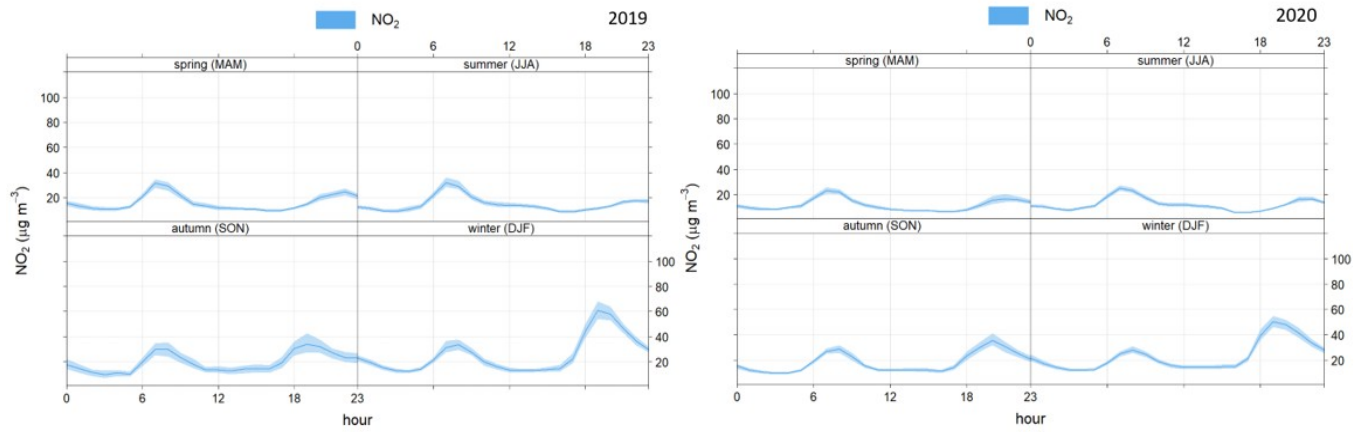 NO₂ 2019
0 6 12 18 23
spring (MAM) summer (JJA)
100
80
60
40
20
autumn (SON) winter (DJF)
100
80
60
40
20
0 6 12 18 23
hour
NO₂ (μg m⁻³)
NO₂ 2020
0 6 12 18 23
spring (MAM) summer (JJA)
100
80
60
40
20
autumn (SON) winter (DJF)
100
80
60
40
20
0 6 12 18 23
hour
NO₂ (μg m⁻³)